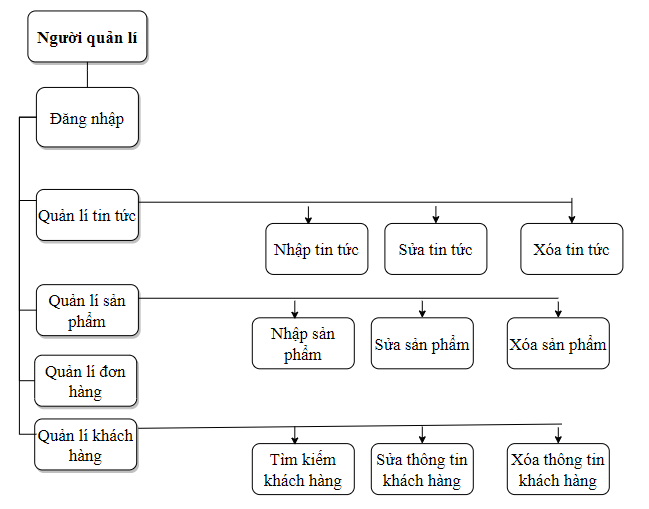 Người quản lí
Đăng nhập
Quản lí tin tức
Nhập tin tức
Sửa tin tức
Xóa tin tức
Quản lí sản
phẩm
Nhập sản
phẩm
Sửa sản phẩm
Xóa sản phẩm
Quản lí đơn
hàng
Quản lí khách
hàng
Tìm kiếm
khách hàng
Sửa thông tin
khách hàng
Xóa thông tin
khách hàng